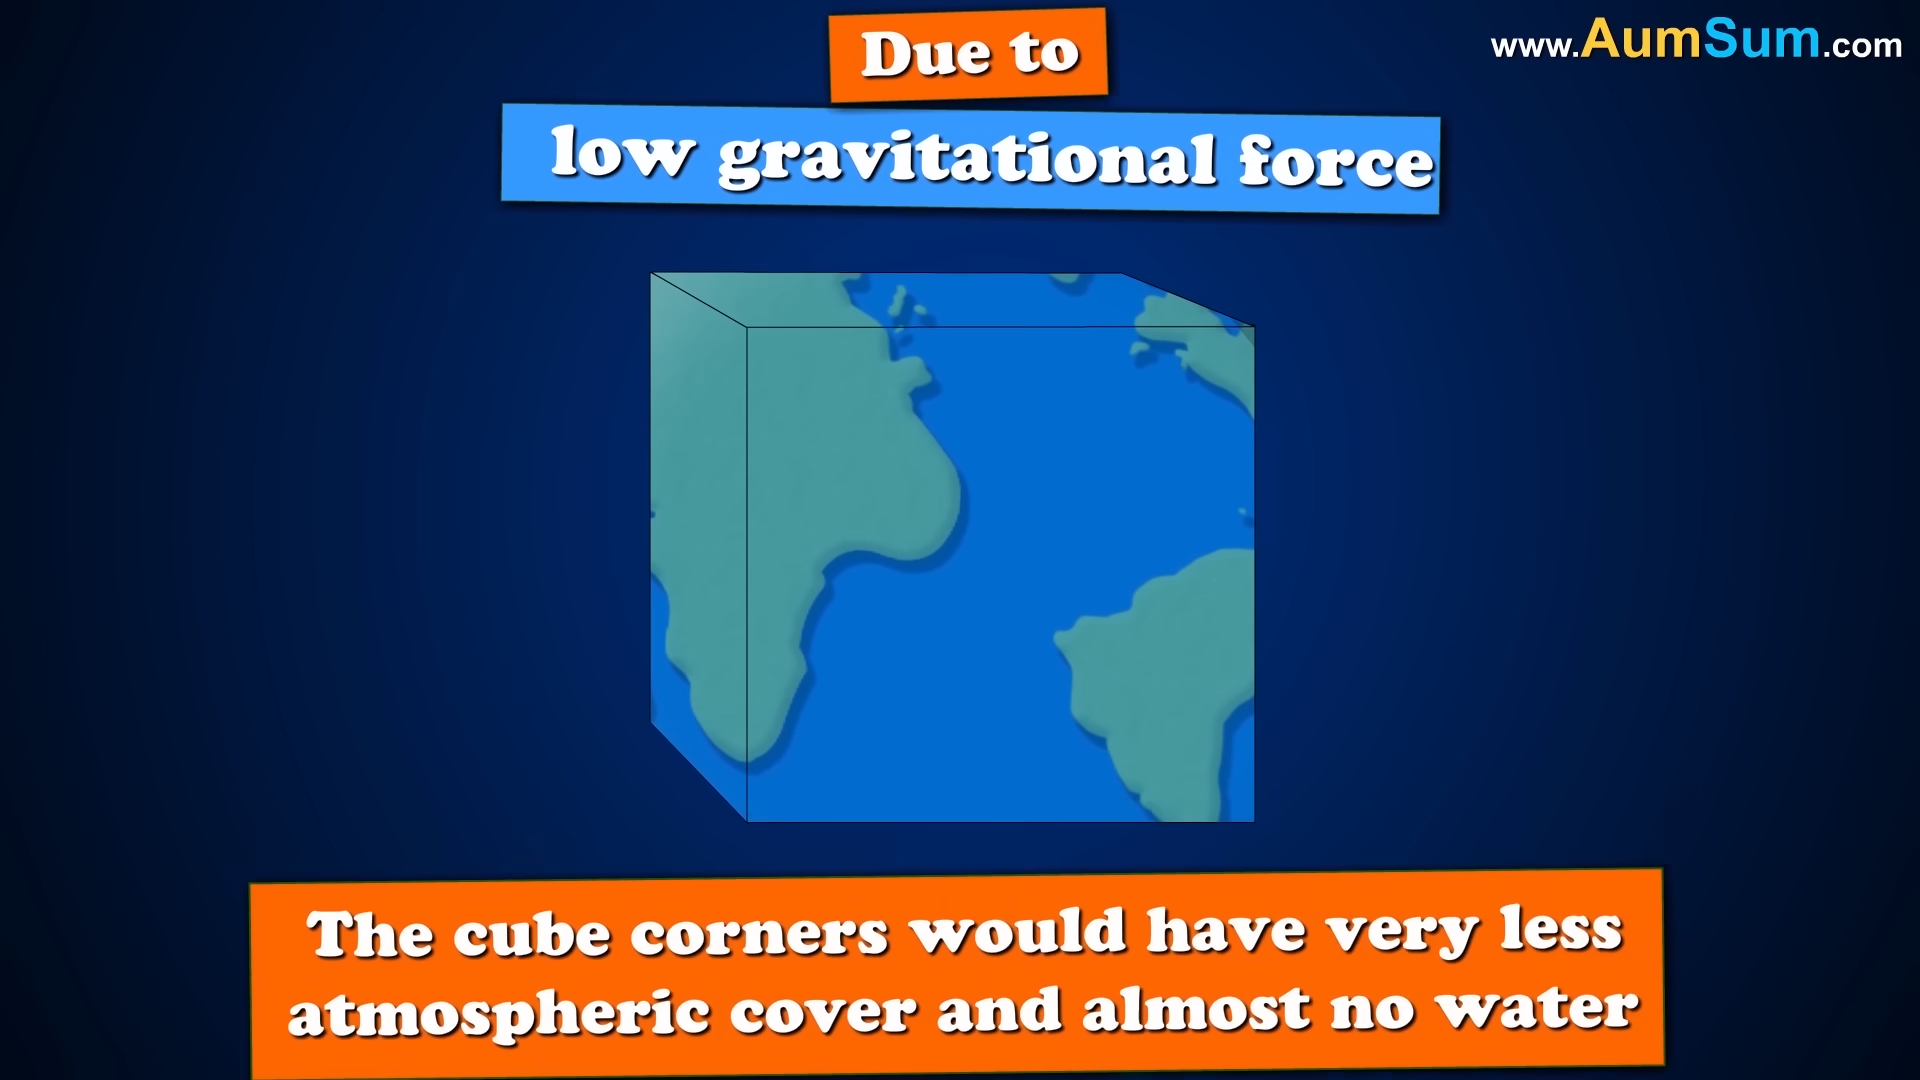 Due to
www.AumSum.com
low gravitational force
The cube corners would have very less
atmospheric cover and almost no water